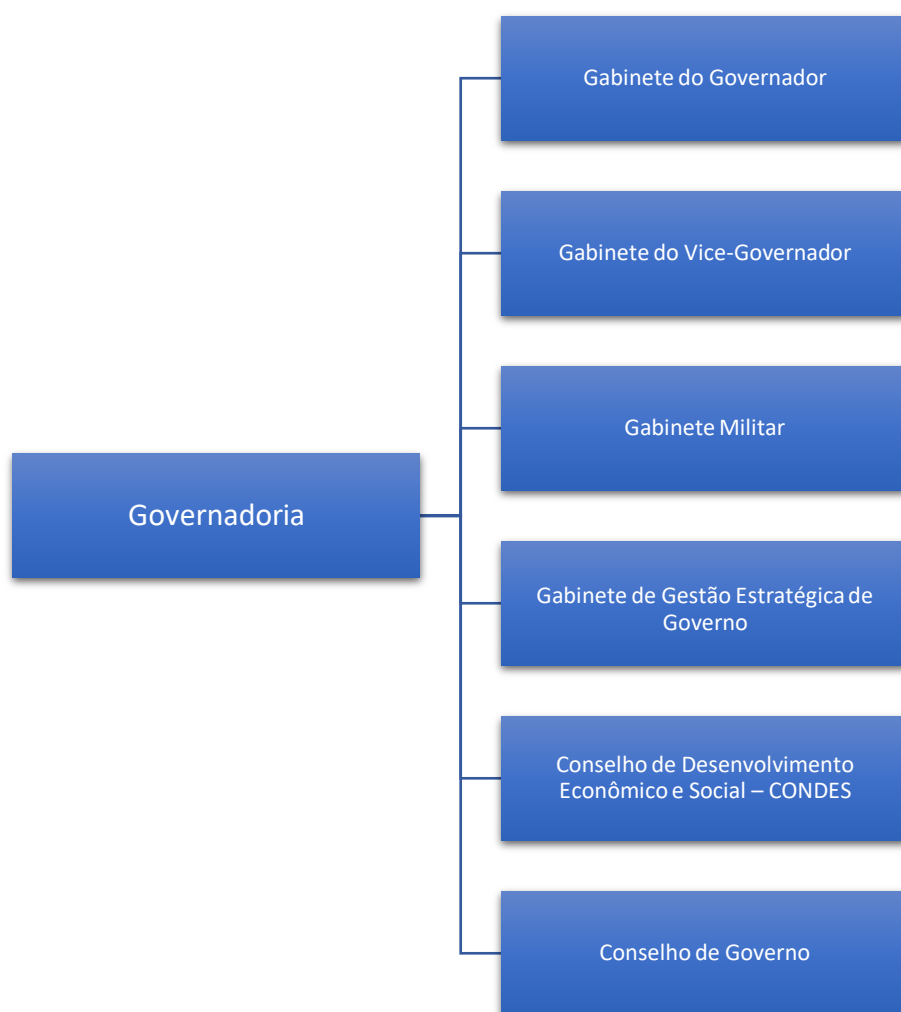 Gabinete do Governador
Gabinete do Vice-Governador
Gabinete Militar
Governadoria
Gabinete de Gestão Estratégica de
Governo
Conselho de Desenvolvimento
Econômico e Social – CONDES
Conselho de Governo